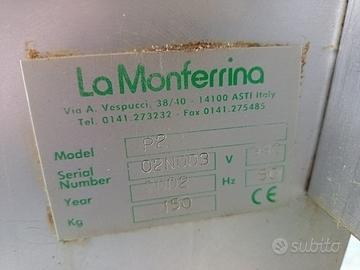 La Monferrina
Via A. Vespucci, 38/40 - 14100 ASTI Italy
Tel. 0141.273232 - Fax 0141.275485
Model P2
Serial Number 02N003 V
Year 2002 Hz 50
Kg 150 CE
subito